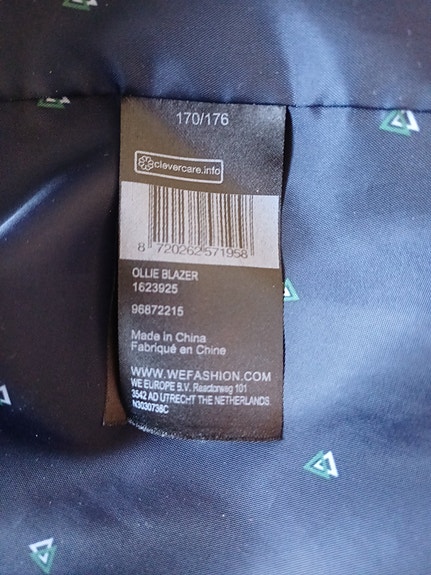 170/176
clevercare.info
8 720262 571958
OLLIE BLAZER
1623925
96872215
Made in China
Fabriqué en Chine
WWW.WEFASHION.COM
WE EUROPE B.V. Reactorweg 101
3542 AD UTRECHT THE NETHERLANDS
N3030738C